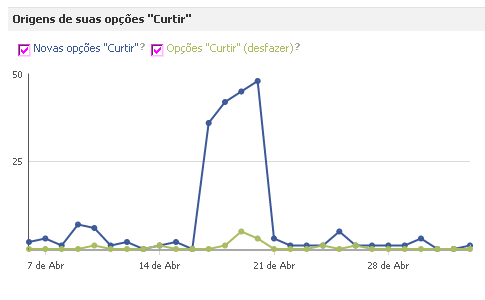 Origens de suas opções "Curtir"
Novas opções "Curtir"? Opções "Curtir" (desfazer)?
50
25
7 de Abr 14 de Abr 21 de Abr 28 de Abr